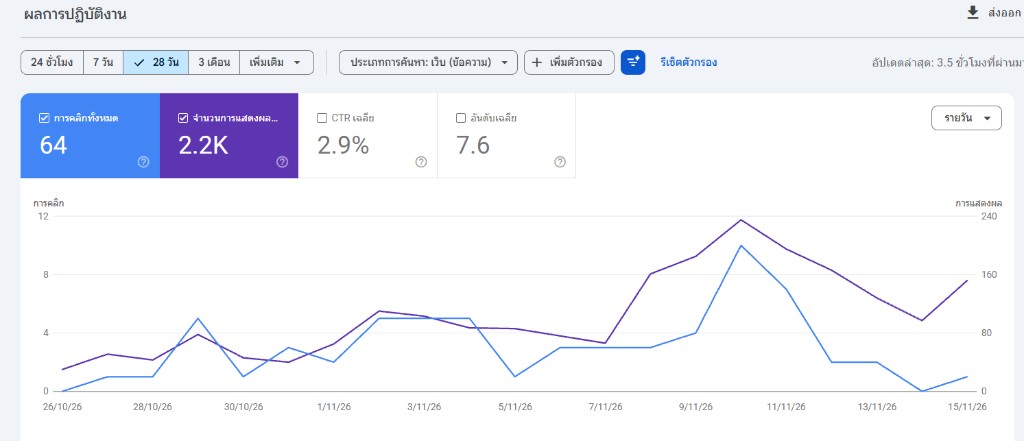 ผลการปฏิบัติงาน
ส่งออก
24 ชั่วโมง 7 วัน 28 วัน 3 เดือน เพิ่มเติม
ประเภทการค้นหา: เว็บ (ข้อความ) + เพิ่มตัวกรอง รีเซ็ตตัวกรอง
อัปเดตล่าสุด: 3.5 ชั่วโมงที่ผ่านมา
การคลิกทั้งหมด จำนวนการแสดงผล... CTR เฉลี่ย อันดับเฉลี่ย
64 2.2K 2.9% 7.6
รายวัน
การคลิก การแสดงผล
12 240
8 160
4 80
0 0
26/10/26 28/10/26 30/10/26 1/11/26 3/11/26 5/11/26 7/11/26 9/11/26 11/11/26 13/11/26 15/11/26